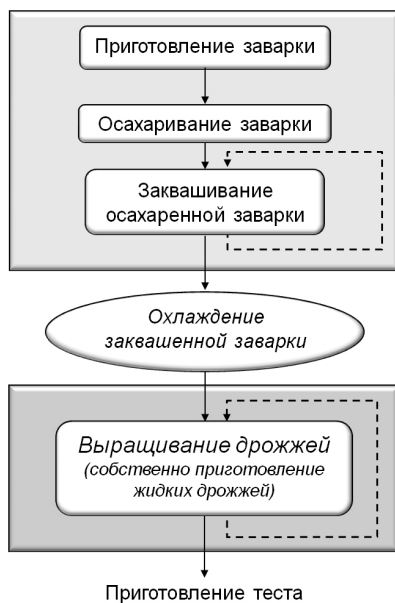 Приготовление заварки
Осахаривание заварки
Заквашивание
осахаренной заварки
Охлаждение
заквашенной заварки
Выращивание дрожжей
(собственно приготовление
жидких дрожжей)
Приготовление теста